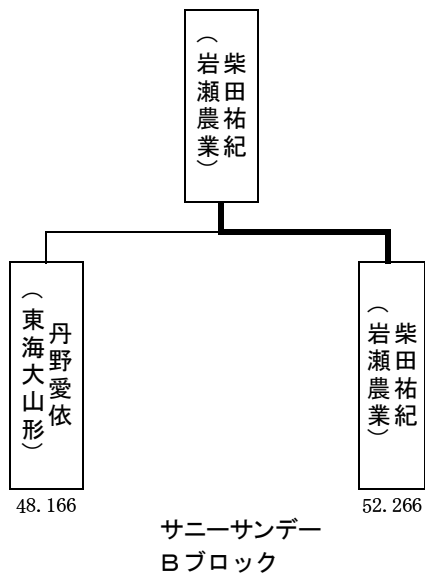 柴田祐紀
（岩瀬農業）
丹野愛依
（東海大山形）
柴田祐紀
（岩瀬農業）
48.166
52.266
サニーサンデー
Ｂブロック